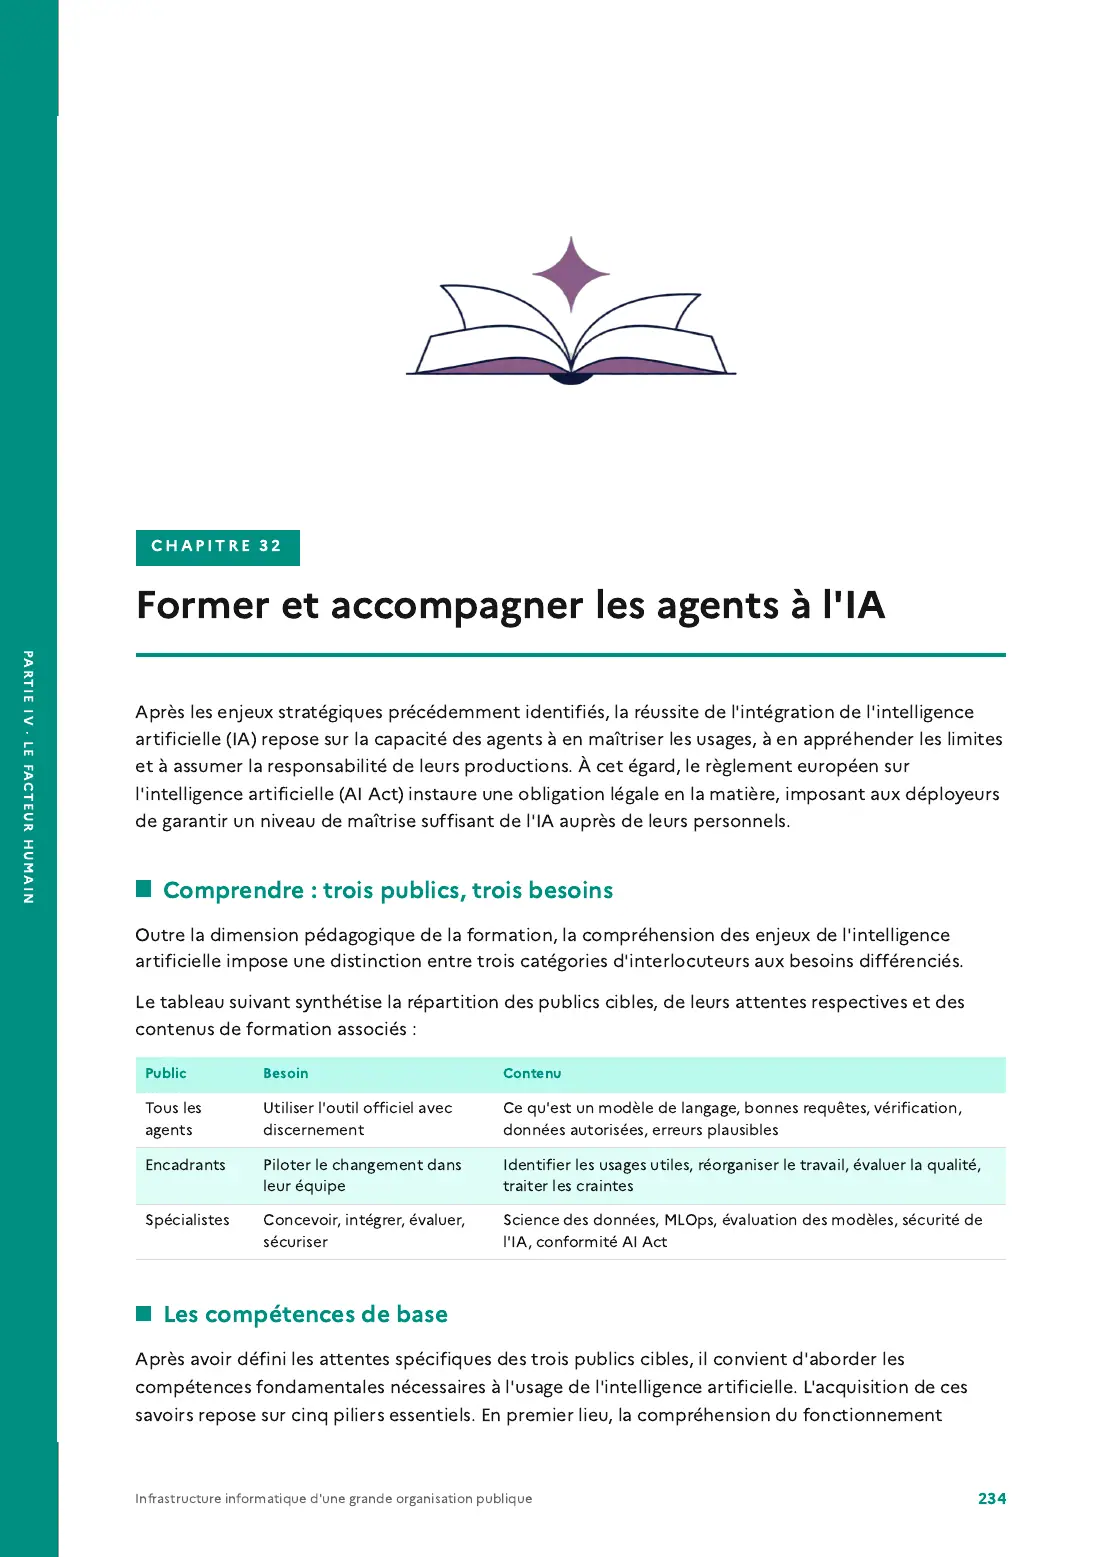 CHAPITRE 32
Former et accompagner les agents à l'IA
PARTIE IV · LE FACTEUR HUMAIN
Après les enjeux stratégiques précédemment identifiés, la réussite de l'intégration de l'intelligence
artificielle (IA) repose sur la capacité des agents à en maîtriser les usages, à en appréhender les limites
et à assumer la responsabilité de leurs productions. À cet égard, le règlement européen sur
l'intelligence artificielle (AI Act) instaure une obligation légale en la matière, imposant aux déployeurs
de garantir un niveau de maîtrise suffisant de l'IA auprès de leurs personnels.
Comprendre : trois publics, trois besoins
Outre la dimension pédagogique de la formation, la compréhension des enjeux de l'intelligence
artificielle impose une distinction entre trois catégories d'interlocuteurs aux besoins différenciés.
Le tableau suivant synthétise la répartition des publics cibles, de leurs attentes respectives et des
contenus de formation associés :
Public Besoin Contenu
Tous les agents Utiliser l'outil officiel avec discernement Ce qu'est un modèle de langage, bonnes requêtes, vérification, données autorisées, erreurs plausibles
Encadrants Piloter le changement dans leur équipe Identifier les usages utiles, réorganiser le travail, évaluer la qualité, traiter les craintes
Spécialistes Concevoir, intégrer, évaluer, sécuriser Science des données, MLOps, évaluation des modèles, sécurité de l'IA, conformité AI Act
Les compétences de base
Après avoir défini les attentes spécifiques des trois publics cibles, il convient d'aborder les
compétences fondamentales nécessaires à l'usage de l'intelligence artificielle. L'acquisition de ces
savoirs repose sur cinq piliers essentiels. En premier lieu, la compréhension du fonctionnement
Infrastructure informatique d'une grande organisation publique
234